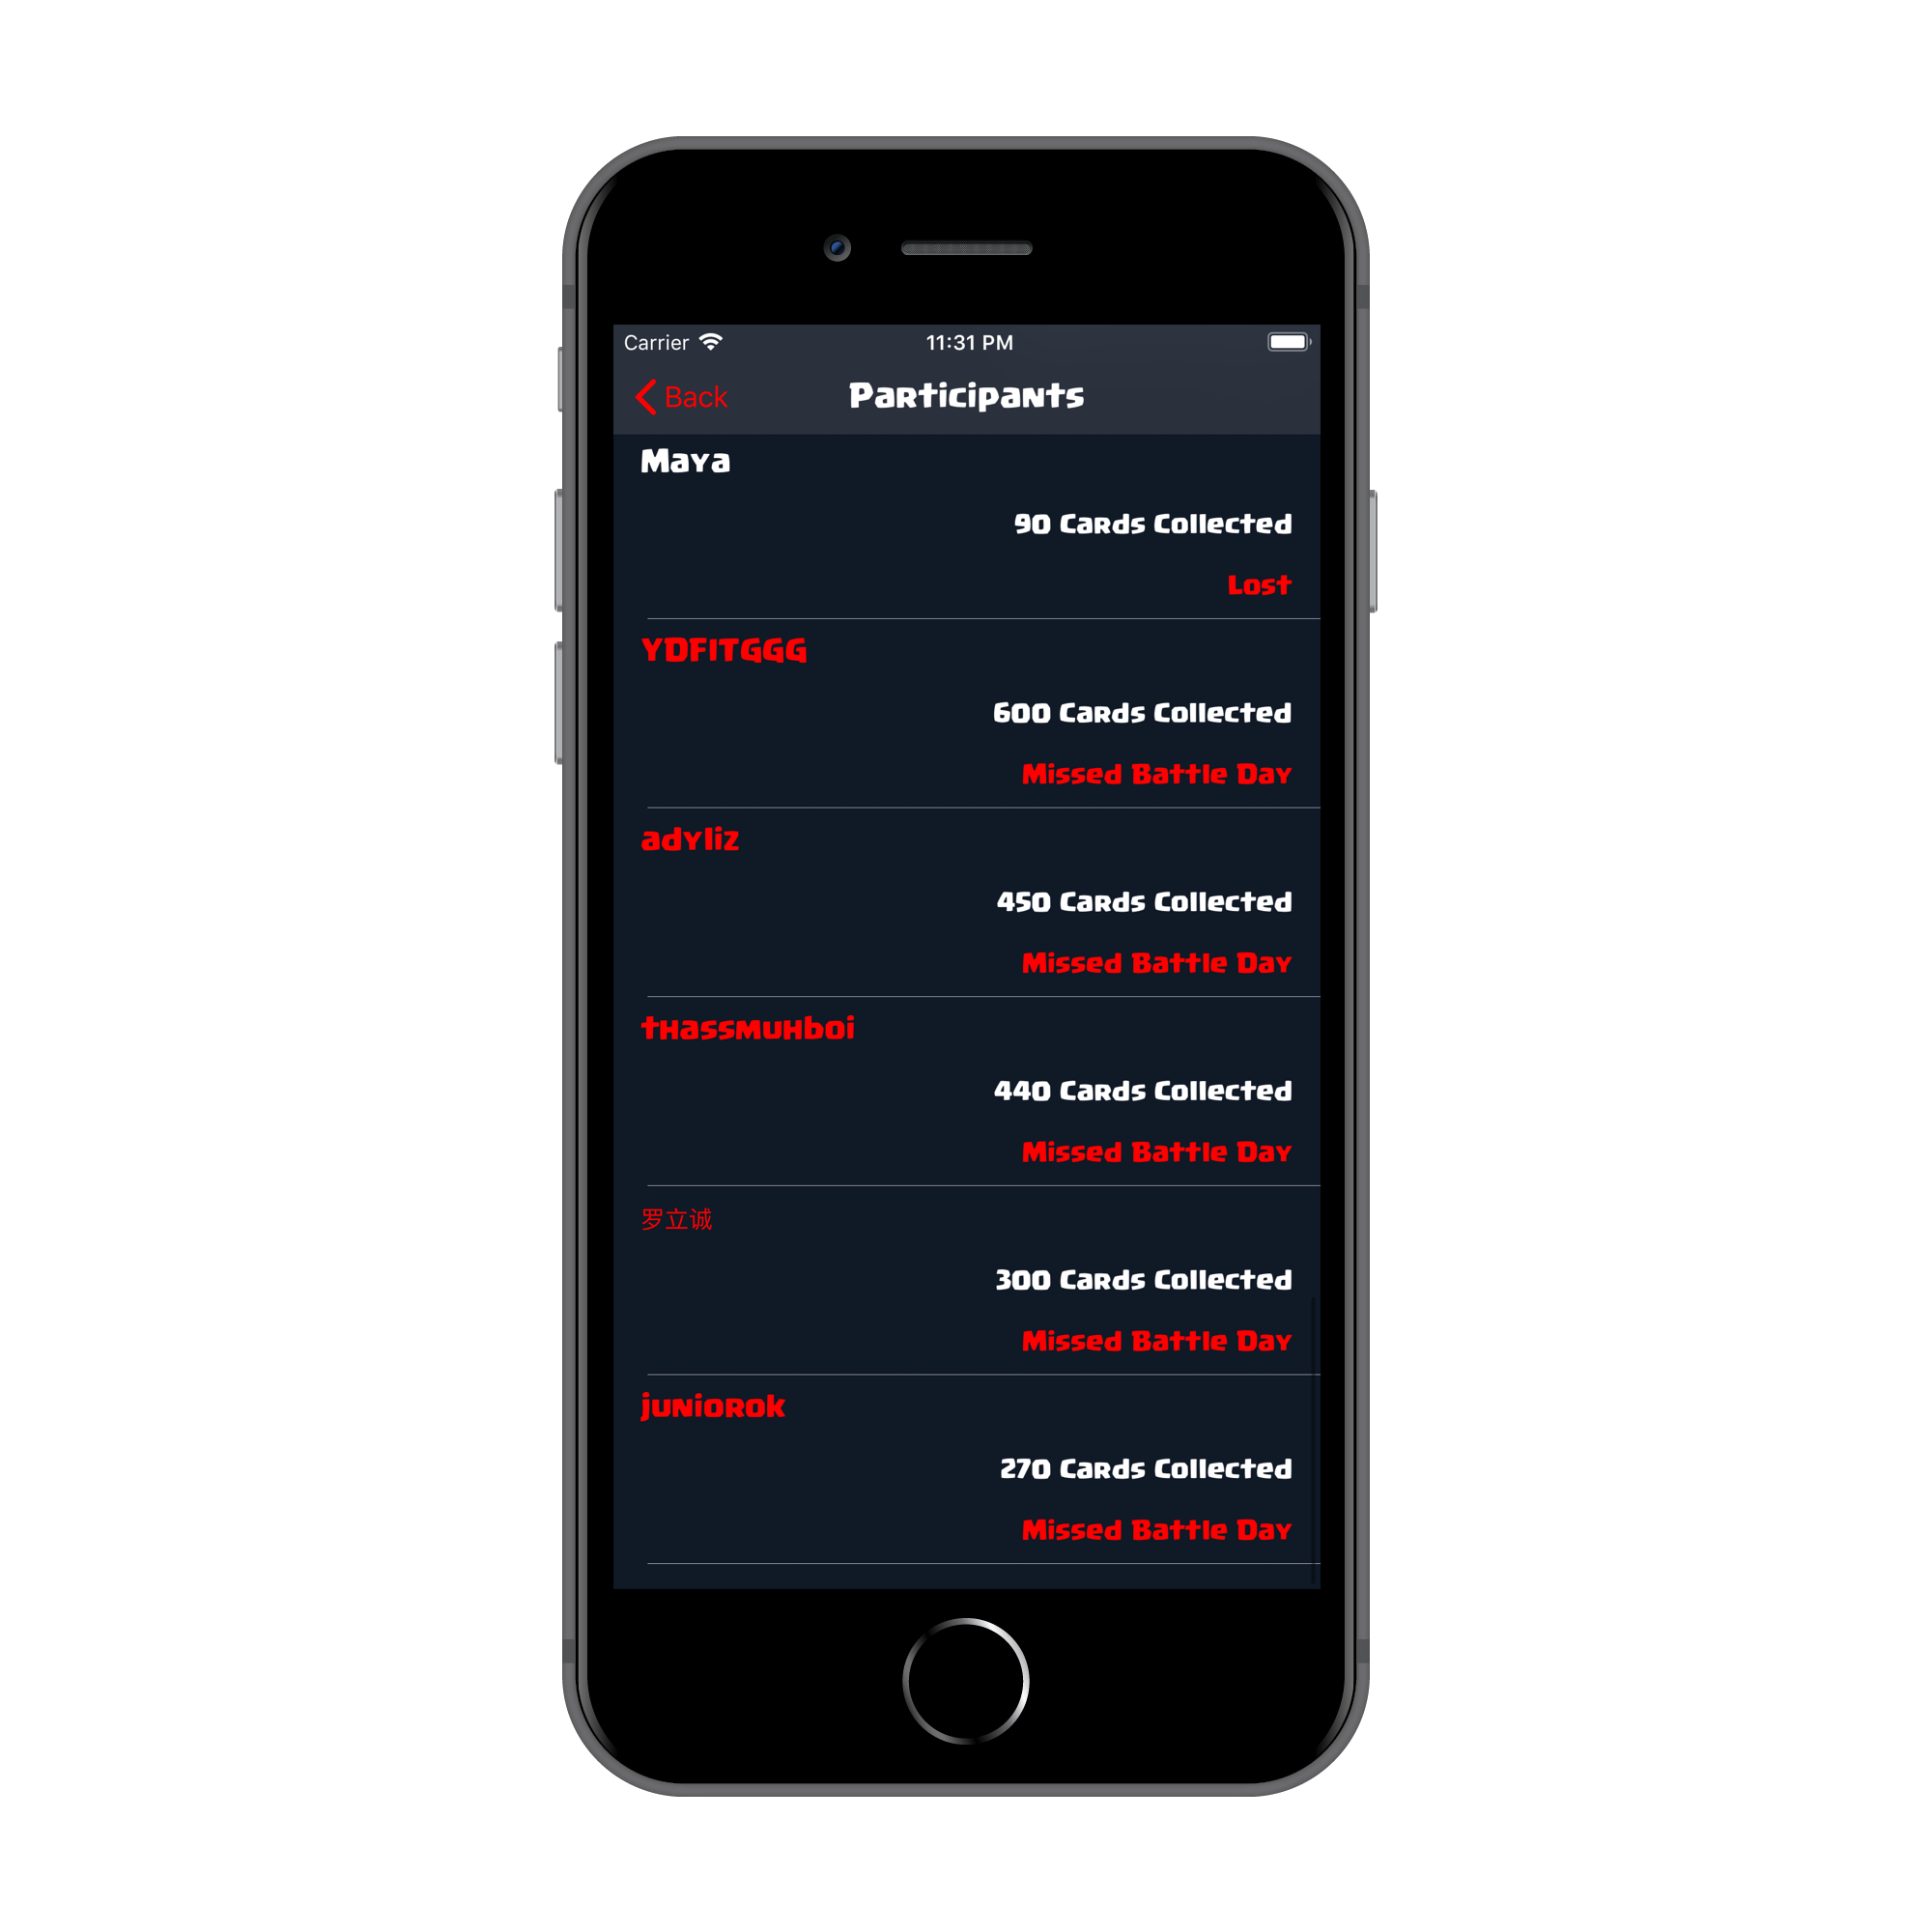 Carrier 11:31 PM
Back Participants
Maya
90 Cards Collected
Lost
YDFITGGG
600 Cards Collected
Missed Battle Day
adyliz
450 Cards Collected
Missed Battle Day
thassmuhboi
440 Cards Collected
Missed Battle Day
罗立诚
300 Cards Collected
Missed Battle Day
juniorok
270 Cards Collected
Missed Battle Day